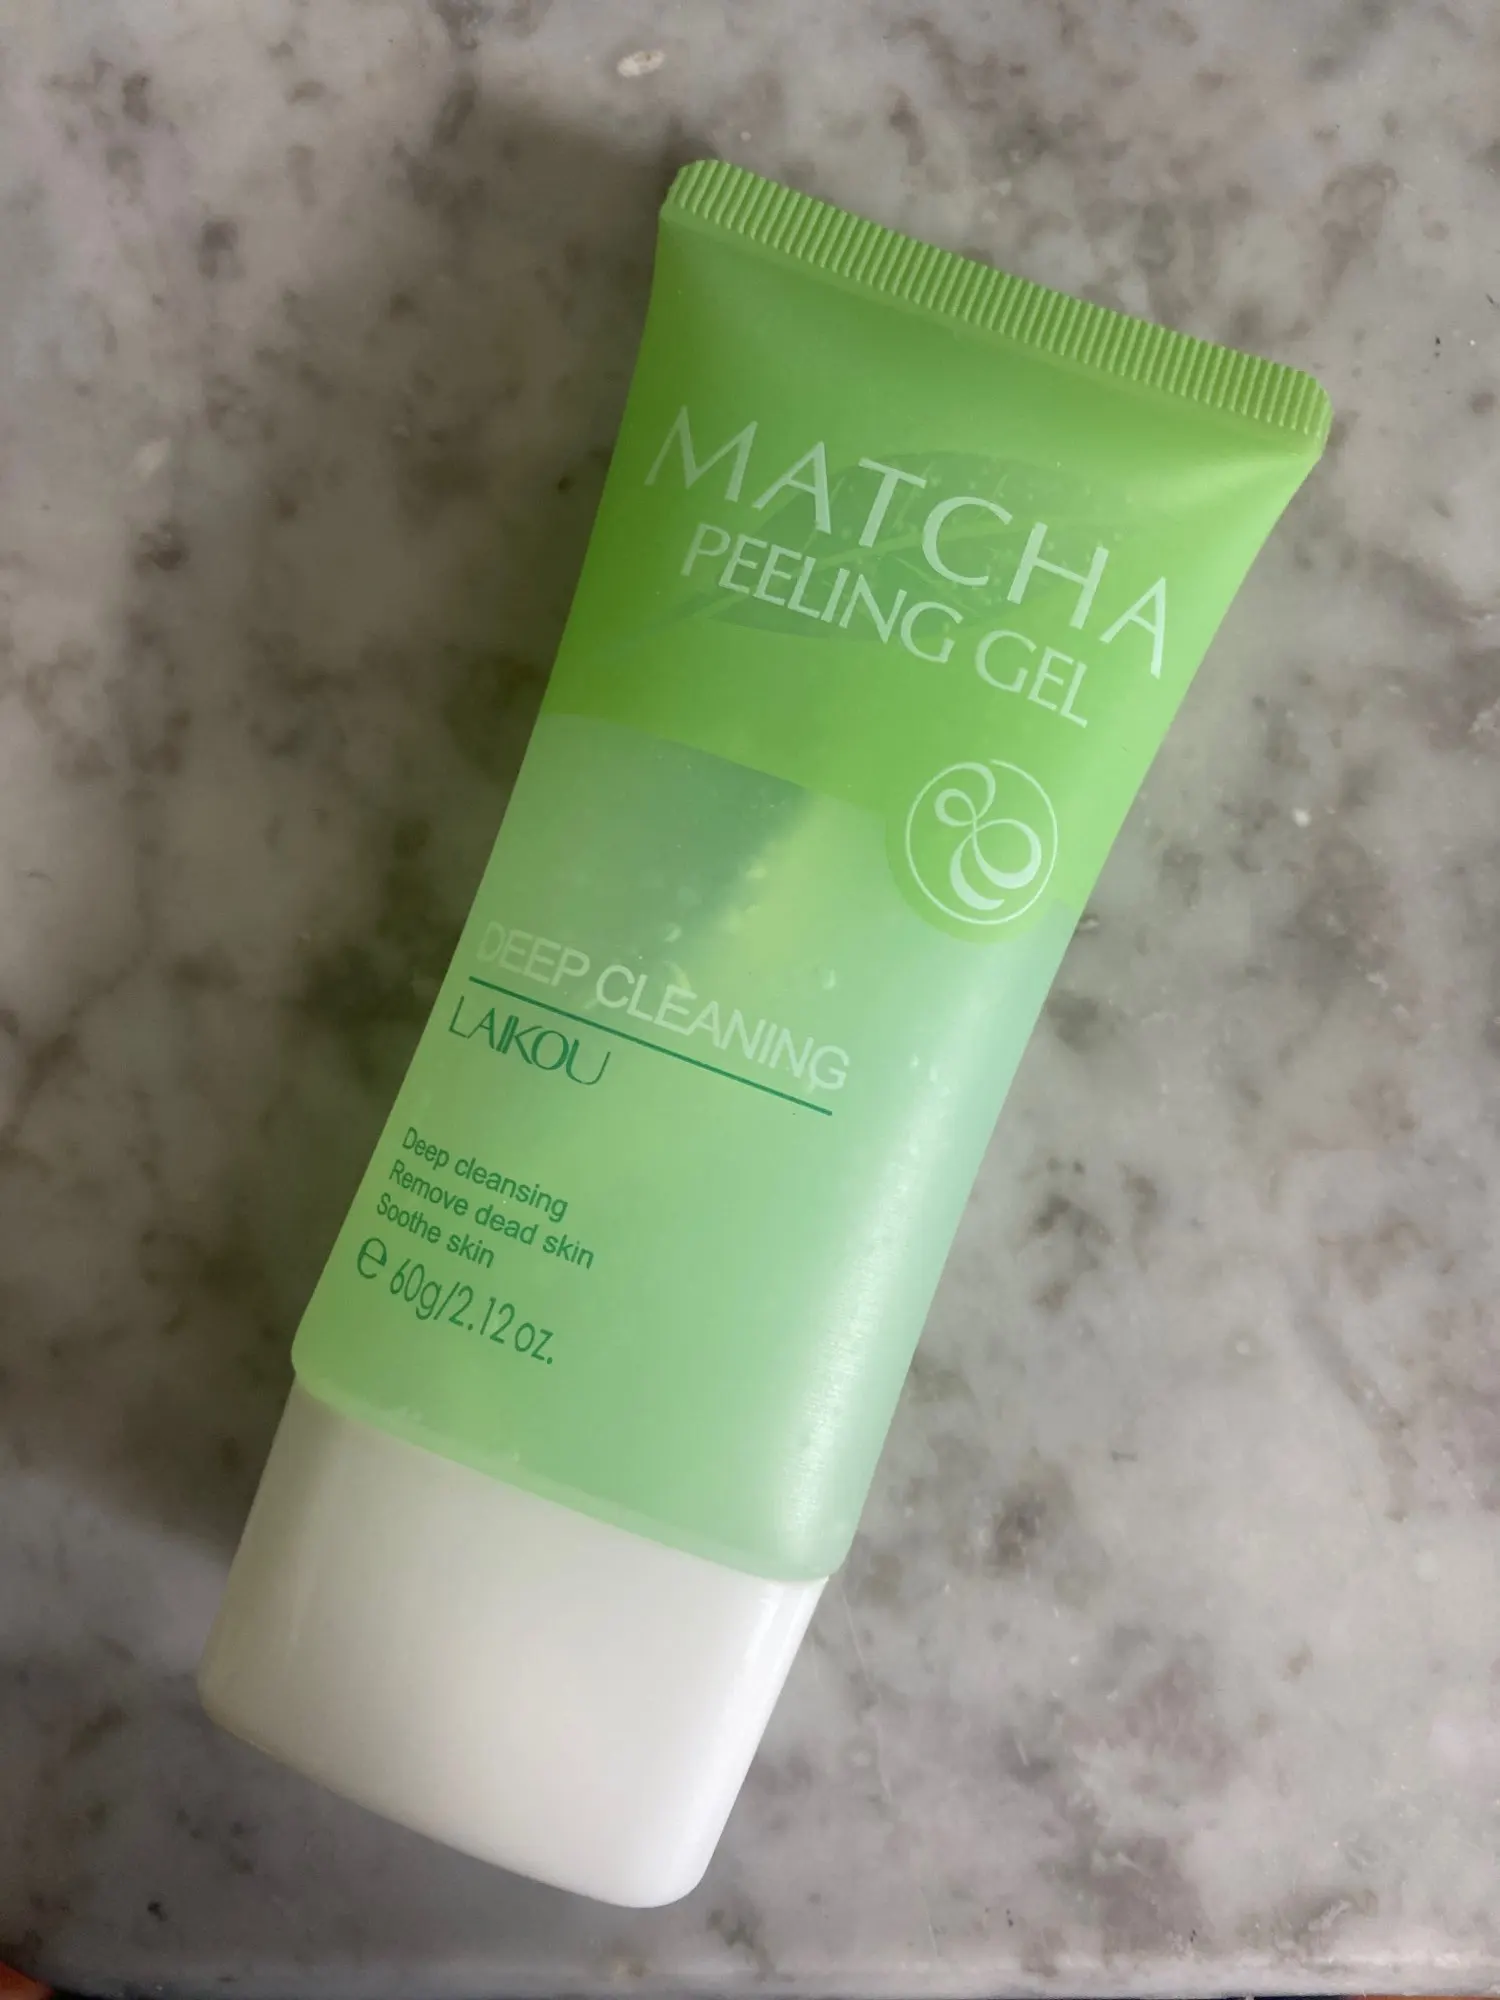 MATCHA
PEELING GEL
DEEP CLEANING
LAIKOU
Deep cleansing
Remove dead skin
Soothe skin
℮ 60g/2.12 oz.